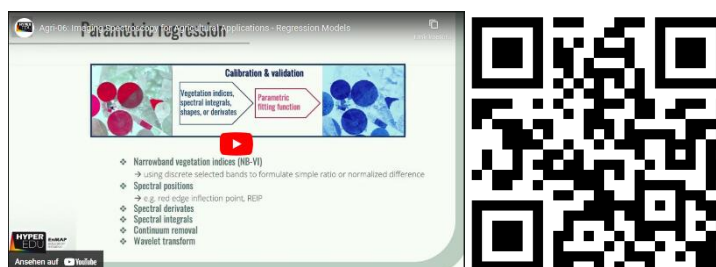 Agri-06: Imaging Spectroscopy for Agricultural Applications - Regression Models
Parametric regression
Calibration & validation
Vegetation indices,
spectral integrals,
shapes, or derivates
Parametric
fitting function
❖ Narrowband vegetation indices (NB-VI)
→ using discrete selected bands to formulate simple ratio or normalized difference
❖ Spectral positions
→ e.g. red edge inflection point, REIP
❖ Spectral derivates
❖ Spectral integrals
❖ Continuum removal
❖ Wavelet transform
HYPER
EDU
EnMAP
Ansehen auf YouTube